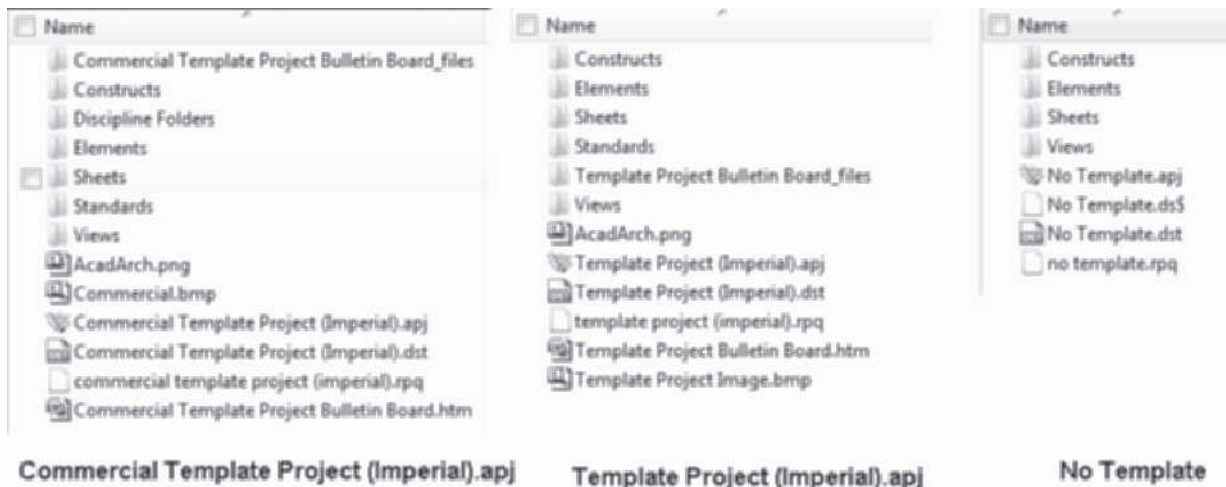 Name
Commercial Template Project Bulletin Board_files
Constructs
Discipline Folders
Elements
Sheets
Standards
Views
AcadArch.png
Commercial.bmp
Commercial Template Project (Imperial).apj
Commercial Template Project (Imperial).dst
commercial template project (imperial).rpq
Commercial Template Project Bulletin Board.htm
Commercial Template Project (Imperial).apj
Name
Constructs
Elements
Sheets
Standards
Template Project Bulletin Board_files
Views
AcadArch.png
Template Project (Imperial).apj
Template Project (Imperial).dst
template project (imperial).rpq
Template Project Bulletin Board.htm
Template Project Image.bmp
Template Project (Imperial).apj
Name
Constructs
Elements
Sheets
Views
No Template.apj
No Template.ds$
No Template.dst
no template.rpq
No Template